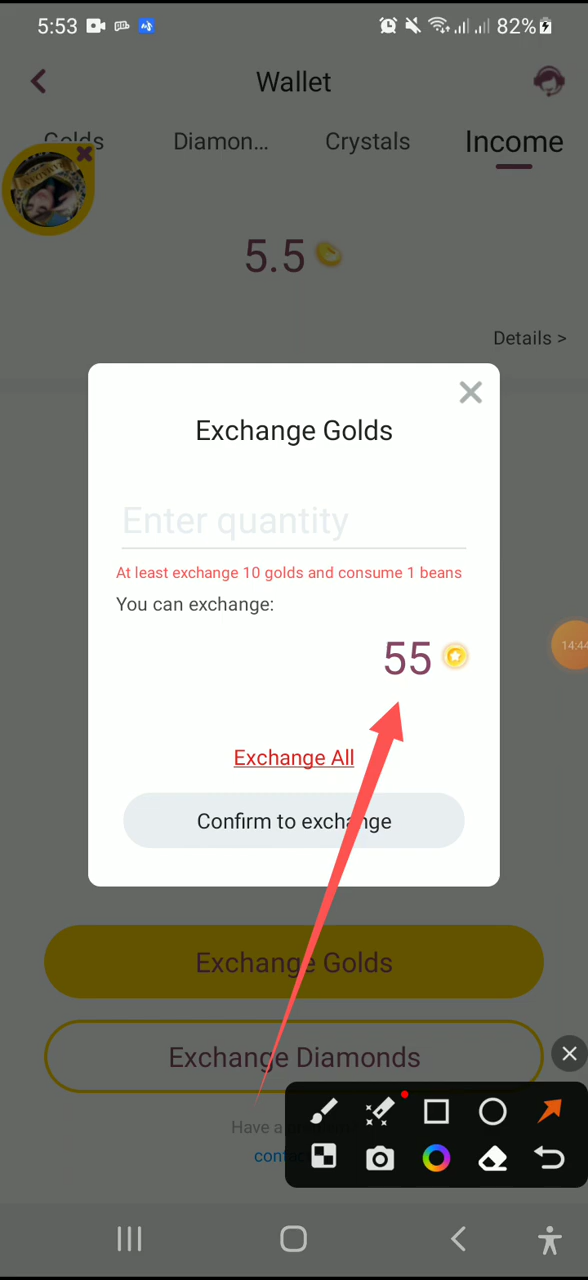 5:53
82%
Wallet
Golds
Diamon...
Crystals
Income
5.5
Details >
Exchange Golds
Enter quantity
At least exchange 10 golds and consume 1 beans
You can exchange:
55
14:44
Exchange All
Confirm to exchange
Exchange Golds
Exchange Diamonds
Have a